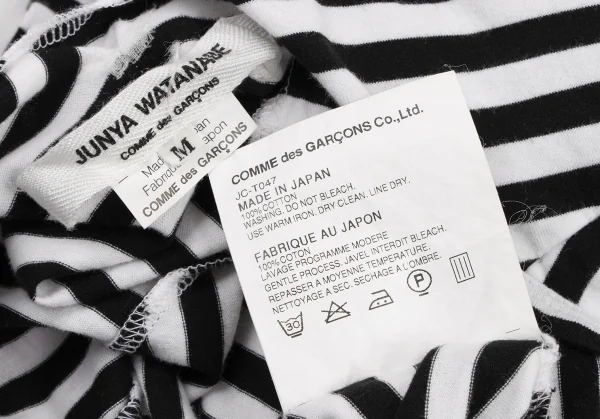 JUNYA WATANABE
COMME des GARÇONS
M
COMME des GARÇONS
COMME des GARÇONS Co.,Ltd.
JC-T047
MADE IN JAPAN
100% COTTON
WASHING. DO NOT BLEACH.
USE WARM IRON. DRY CLEAN. LINE DRY.
FABRIQUE AU JAPON
100% COTON
LAVAGE PROGRAMME MODERE
GENTLE PROCESS. JAVEL INTERDIT BLEACH.
REPASSER A MOYENNE TEMPERATURE.
NETTOYAGE A SEC. SECHAGE A L'OMBRE.
30
P